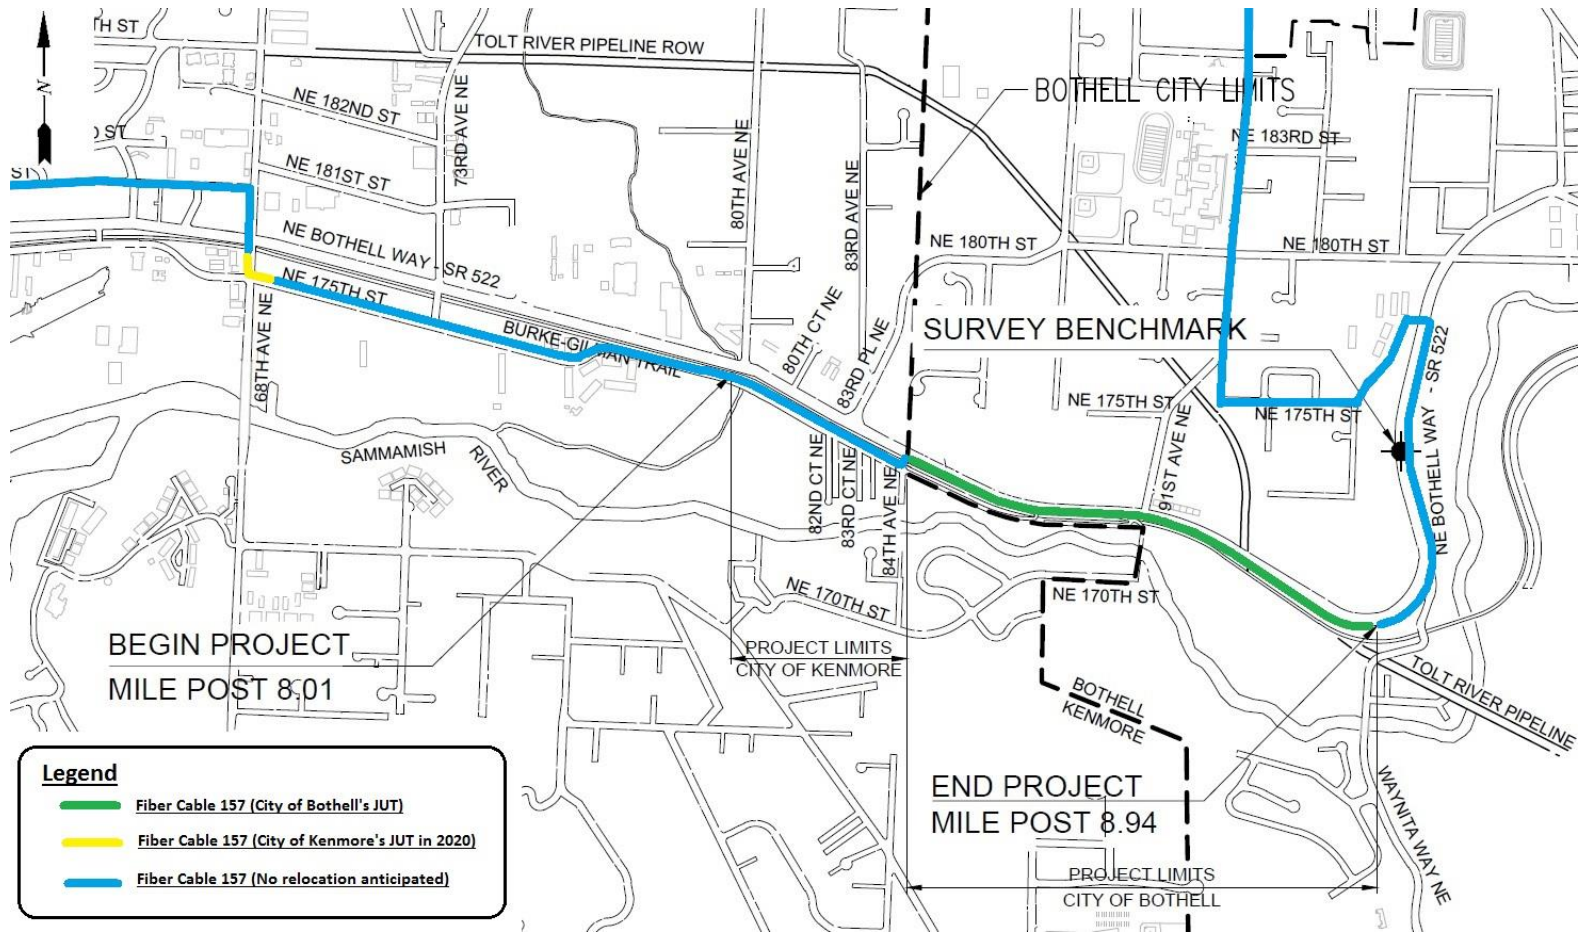 TH ST
TOLT RIVER PIPELINE ROW
N
NE 182ND ST
73RD AVE NE
80TH AVE NE
BOTHELL CITY LIMITS
NE 183RD ST
ST
NE 181ST ST
83RD AVE NE
NE BOTHELL WAY - SR 522
NE 180TH ST
NE 180TH ST
NE 175TH ST
68TH AVE NE
BURKE-GILMAN TRAIL
80TH CT NE
83RD PL NE
SURVEY BENCHMARK
NE 175TH ST
NE 175TH ST
NE BOTHELL WAY - SR 522
91ST AVE NE
SAMMAMISH
RIVER
82ND CT NE
83RD CT NE
84TH AVE NE
NE 170TH ST
NE 170TH ST
BEGIN PROJECT
MILE POST 8.01
PROJECT LIMITS
CITY OF KENMORE
BOTHELL
KENMORE
TOLT RIVER PIPELINE
WAYNITA WAY NE
END PROJECT
MILE POST 8.94
PROJECT LIMITS
CITY OF BOTHELL
Legend
Fiber Cable 157 (City of Bothell's JUT)
Fiber Cable 157 (City of Kenmore's JUT in 2020)
Fiber Cable 157 (No relocation anticipated)